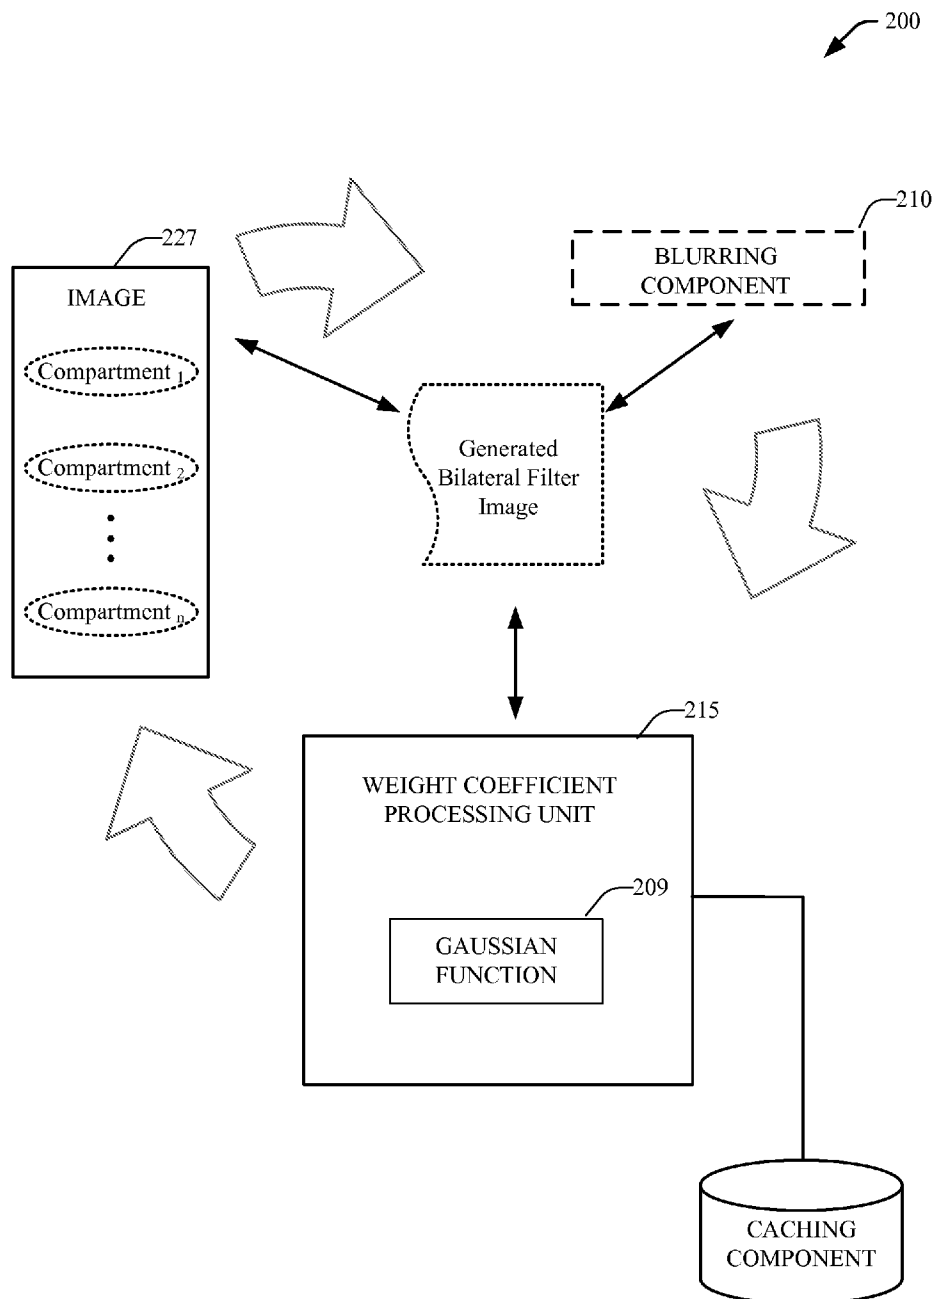 200
210
BLURRING
COMPONENT
227
IMAGE
Compartment 1
Compartment 2
Compartment n
Generated
Bilateral Filter
Image
215
WEIGHT COEFFICIENT
PROCESSING UNIT
209
GAUSSIAN
FUNCTION
CACHING
COMPONENT